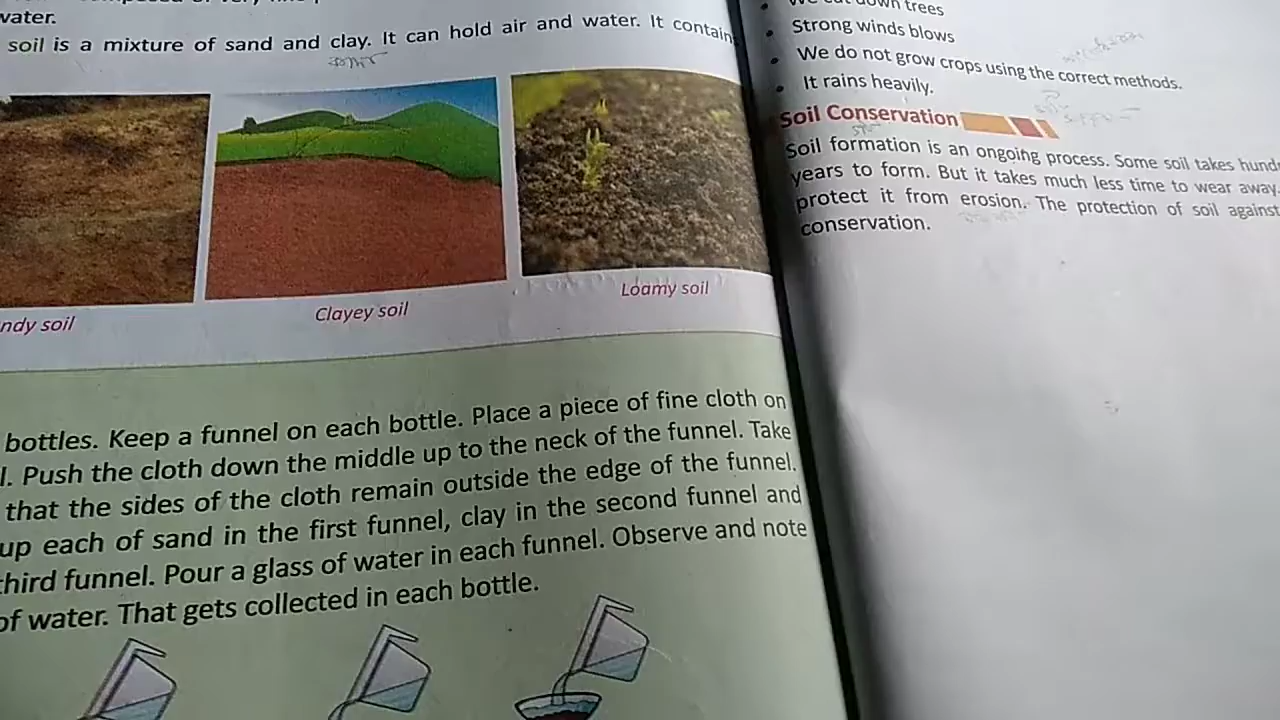 water.
soil is a mixture of sand and clay. It can hold air and water. It contain
ndy soil
Clayey soil
Loamy soil
bottles. Keep a funnel on each bottle. Place a piece of fine cloth on
l. Push the cloth down the middle up to the neck of the funnel. Take
that the sides of the cloth remain outside the edge of the funnel.
up each of sand in the first funnel, clay in the second funnel and
third funnel. Pour a glass of water in each funnel. Observe and note
of water. That gets collected in each bottle.
down trees
• Strong winds blows
• We do not grow crops using the correct methods.
• It rains heavily.
Soil Conservation
Soil formation is an ongoing process. Some soil takes hund
years to form. But it takes much less time to wear away.
protect it from erosion. The protection of soil against
conservation.